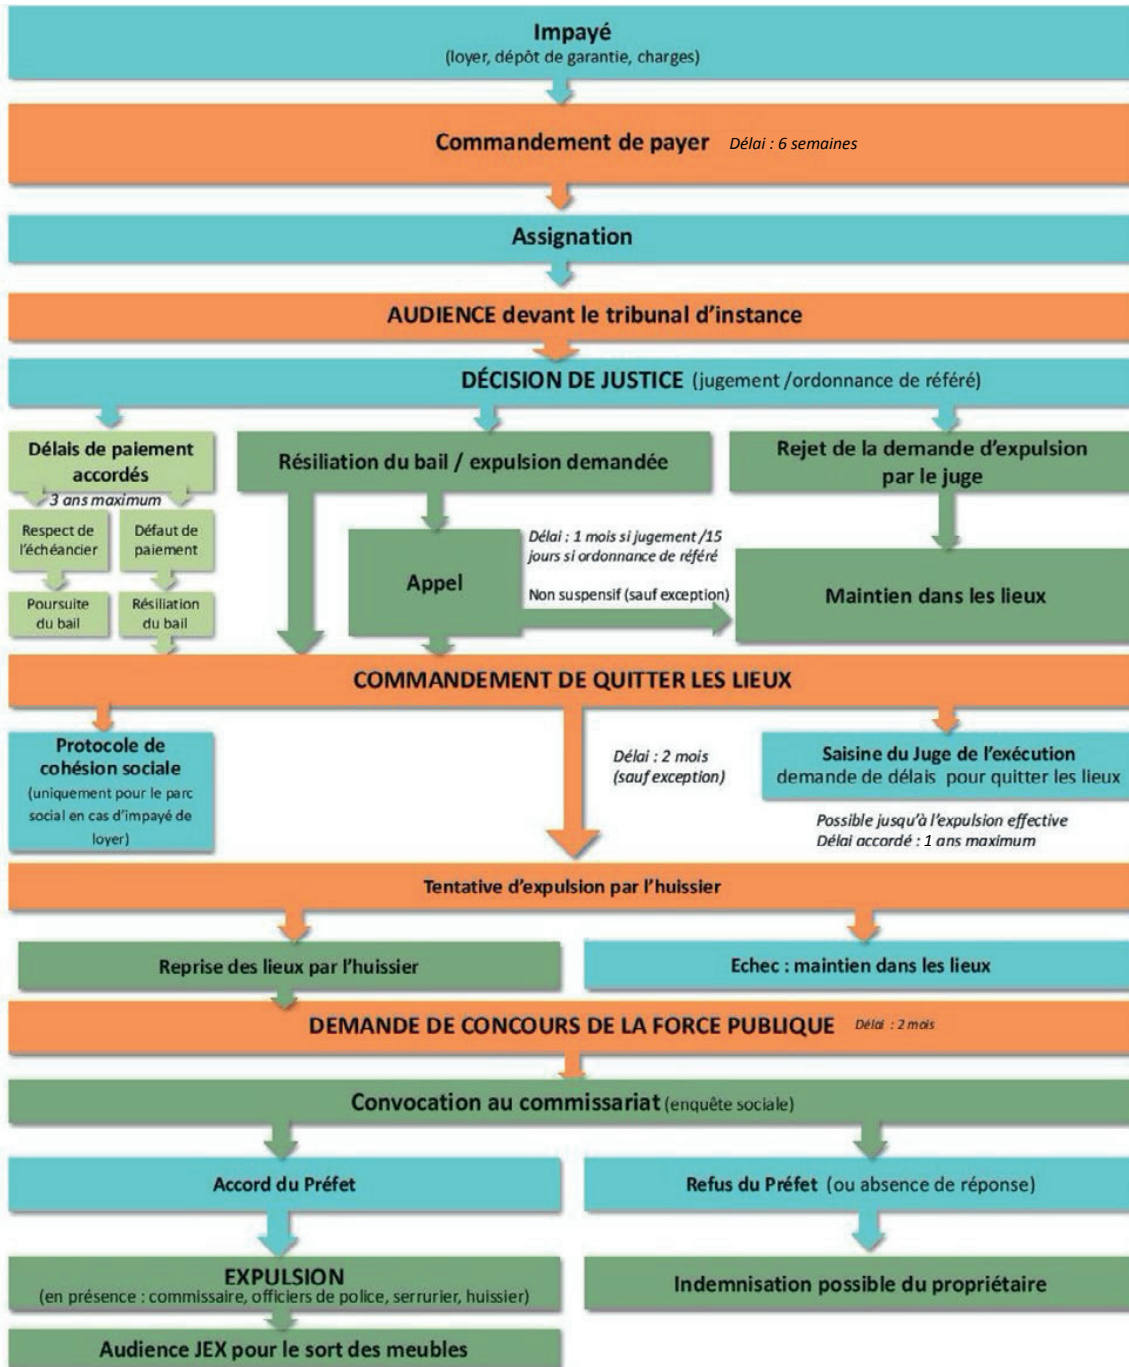 Impayé
(loyer, dépôt de garantie, charges)
Commandement de payer Délai : 6 semaines
Assignation
AUDIENCE devant le tribunal d'instance
DÉCISION DE JUSTICE (jugement /ordonnance de référé)
Délais de paiement
accordés
3 ans maximum
Respect de
l'échéancier
Défaut de
paiement
Poursuite
du bail
Résiliation
du bail
Résiliation du bail / expulsion demandée
Appel
Délai : 1 mois si jugement /15
jours si ordonnance de référé
Non suspensif (sauf exception)
Rejet de la demande d'expulsion
par le juge
Maintien dans les lieux
COMMANDEMENT DE QUITTER LES LIEUX
Protocole de
cohésion sociale
(uniquement pour le parc
social en cas d'impayé de
loyer)
Délai : 2 mois
(sauf exception)
Saisine du Juge de l'exécution
demande de délais pour quitter les lieux
Possible jusqu'à l'expulsion effective
Délai accordé : 1 ans maximum
Tentative d'expulsion par l'huissier
Reprise des lieux par l'huissier
Echec : maintien dans les lieux
DEMANDE DE CONCOURS DE LA FORCE PUBLIQUE Délai : 2 mois
Convocation au commissariat (enquête sociale)
Accord du Préfet
Refus du Préfet (ou absence de réponse)
EXPULSION
(en présence : commissaire, officiers de police, serrurier, huissier)
Indemnisation possible du propriétaire
Audience JEX pour le sort des meubles